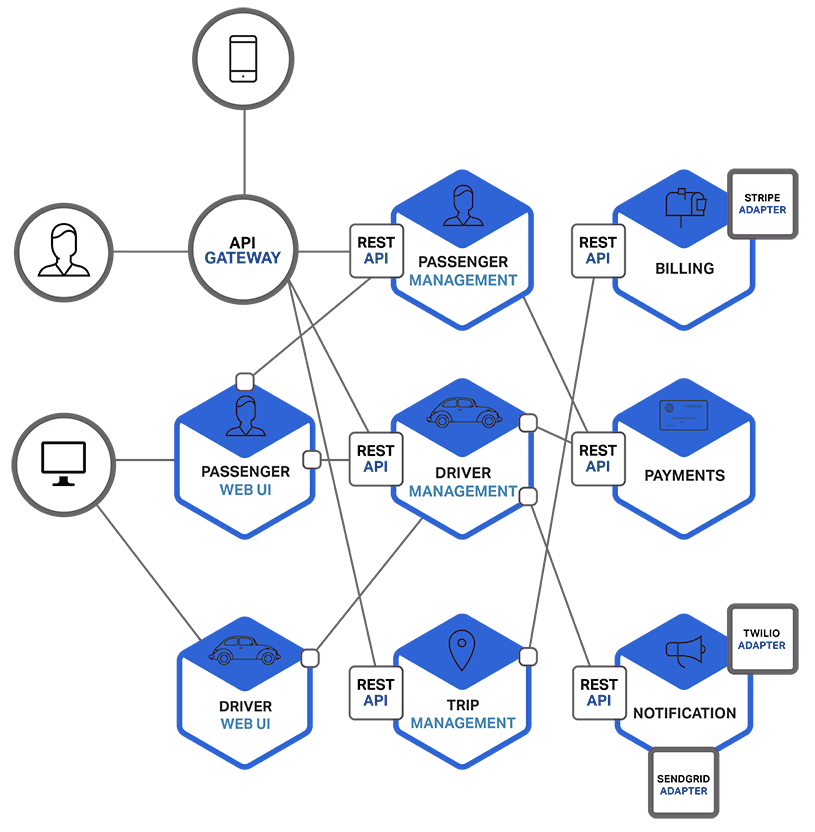 API
GATEWAY
REST
API
PASSENGER
MANAGEMENT
REST
API
BILLING
STRIPE
ADAPTER
PASSENGER
WEB UI
REST
API
DRIVER
MANAGEMENT
REST
API
PAYMENTS
DRIVER
WEB UI
REST
API
TRIP
MANAGEMENT
REST
API
NOTIFICATION
TWILIO
ADAPTER
SENDGRID
ADAPTER